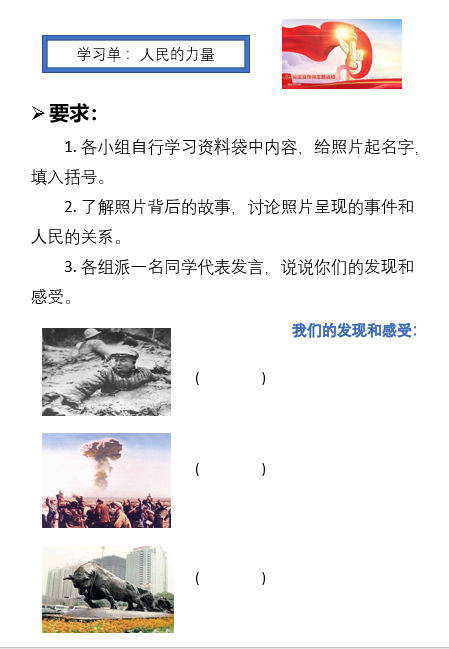 学习单：人民的力量
➢ 要求：
1. 各小组自行学习资料袋中内容，给照片起名字，
填入括号。
2. 了解照片背后的故事，讨论照片呈现的事件和
人民的关系。
3. 各组派一名同学代表发言，说说你们的发现和
感受。
我们的发现和感受：
（ ）
（ ）
（ ）